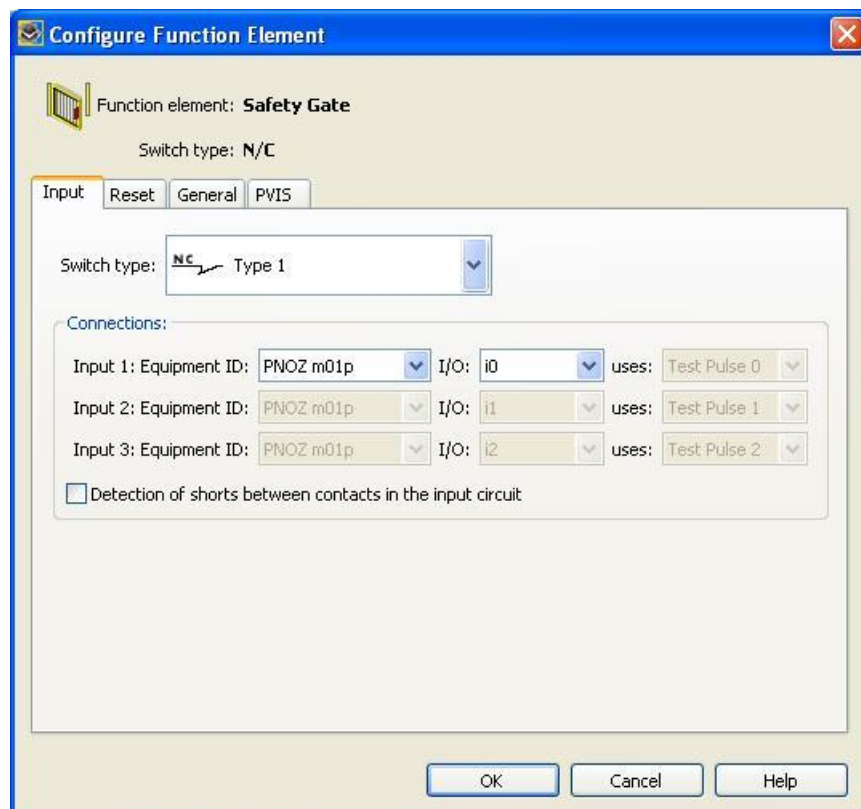 Configure Function Element
Function element: Safety Gate
Switch type: N/C
Input Reset General PVIS
Switch type: NC Type 1
Connections:
Input 1: Equipment ID: PNOZ m01p I/O: i0 uses: Test Pulse 0
Input 2: Equipment ID: PNOZ m01p I/O: i1 uses: Test Pulse 1
Input 3: Equipment ID: PNOZ m01p I/O: i2 uses: Test Pulse 2
Detection of shorts between contacts in the input circuit
OK Cancel Help